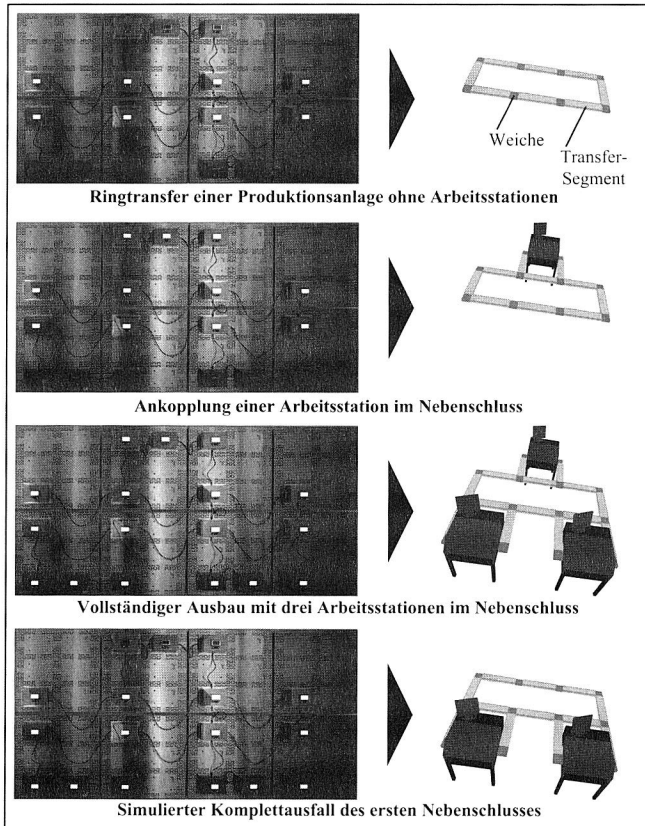 Weiche
Transfer-
Segment
Ringtransfer einer Produktionsanlage ohne Arbeitsstationen
Ankopplung einer Arbeitsstation im Nebenschluss
Vollständiger Ausbau mit drei Arbeitsstationen im Nebenschluss
Simulierter Komplettausfall des ersten Nebenschlusses